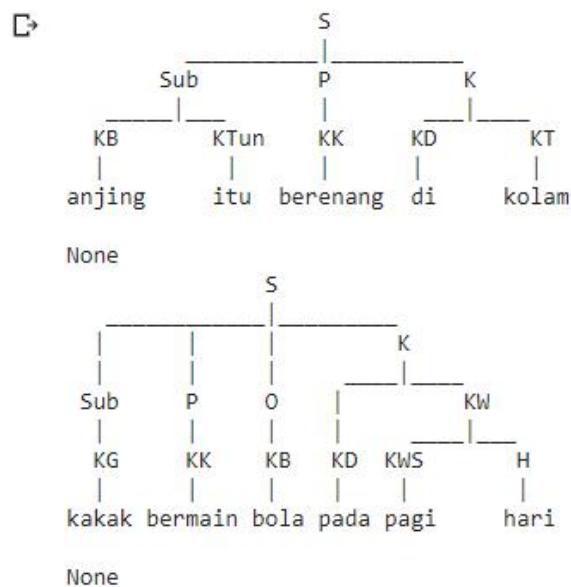 S
Sub P K
KB KTun KK KD KT
anjing itu berenang di kolam
None
S
K
Sub P O KW
KG KK KB KD KWS H
kakak bermain bola pada pagi hari
None